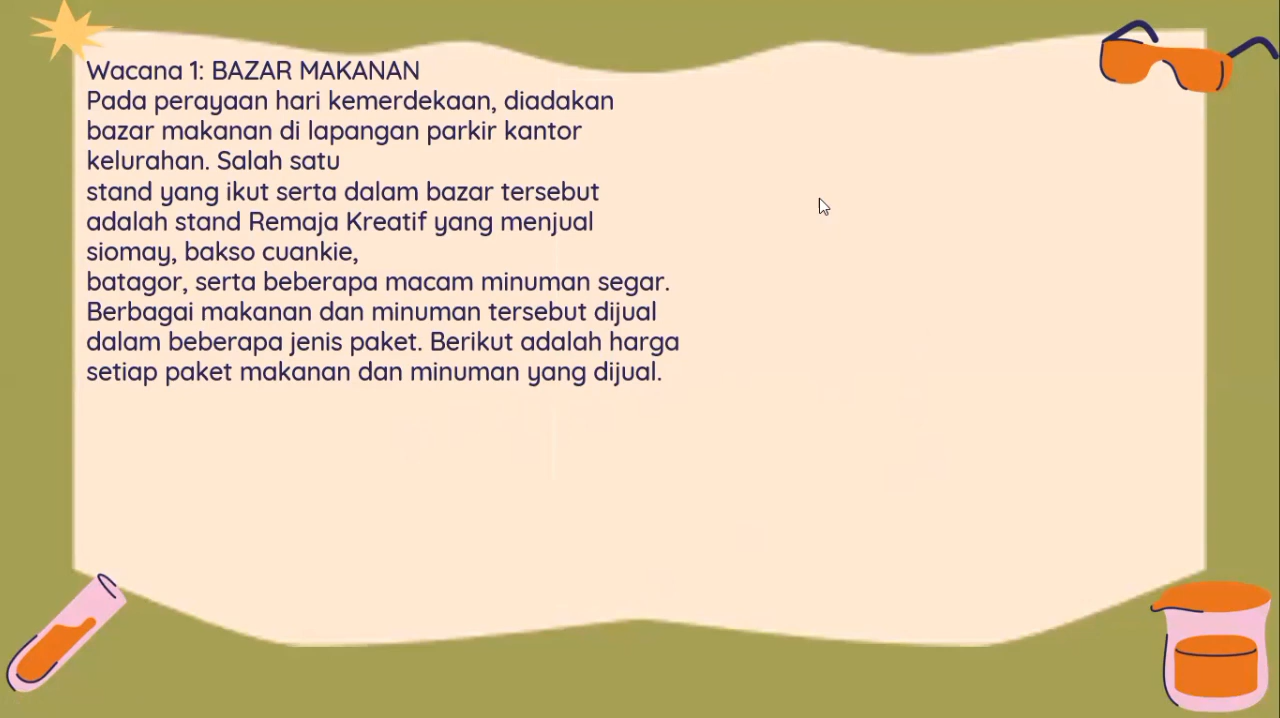 Wacana 1: BAZAR MAKANAN
Pada perayaan hari kemerdekaan, diadakan
bazar makanan di lapangan parkir kantor
kelurahan. Salah satu
stand yang ikut serta dalam bazar tersebut
adalah stand Remaja Kreatif yang menjual
siomay, bakso cuankie,
batagor, serta beberapa macam minuman segar.
Berbagai makanan dan minuman tersebut dijual
dalam beberapa jenis paket. Berikut adalah harga
setiap paket makanan dan minuman yang dijual.